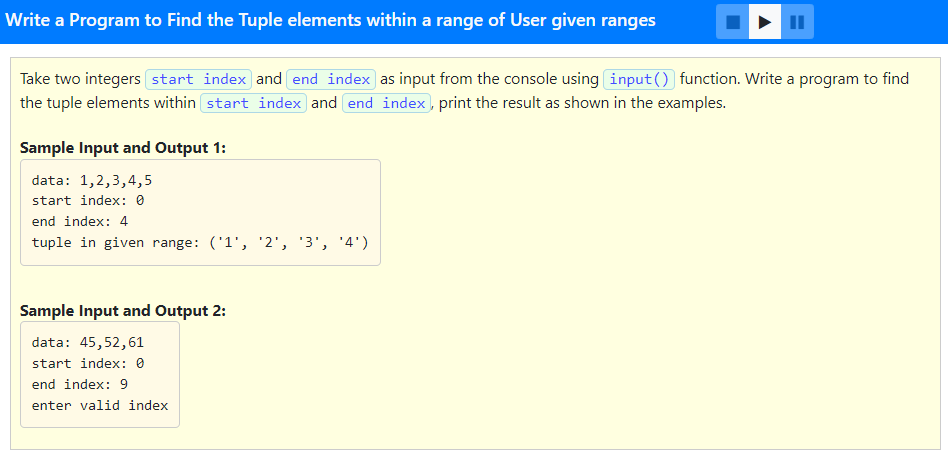 Write a Program to Find the Tuple elements within a range of User given ranges
Take two integers start index and end index as input from the console using input() function. Write a program to find
the tuple elements within start index and end index, print the result as shown in the examples.
Sample Input and Output 1:
data: 1,2,3,4,5
start index: 0
end index: 4
tuple in given range: ('1', '2', '3', '4')
Sample Input and Output 2:
data: 45,52,61
start index: 0
end index: 9
enter valid index